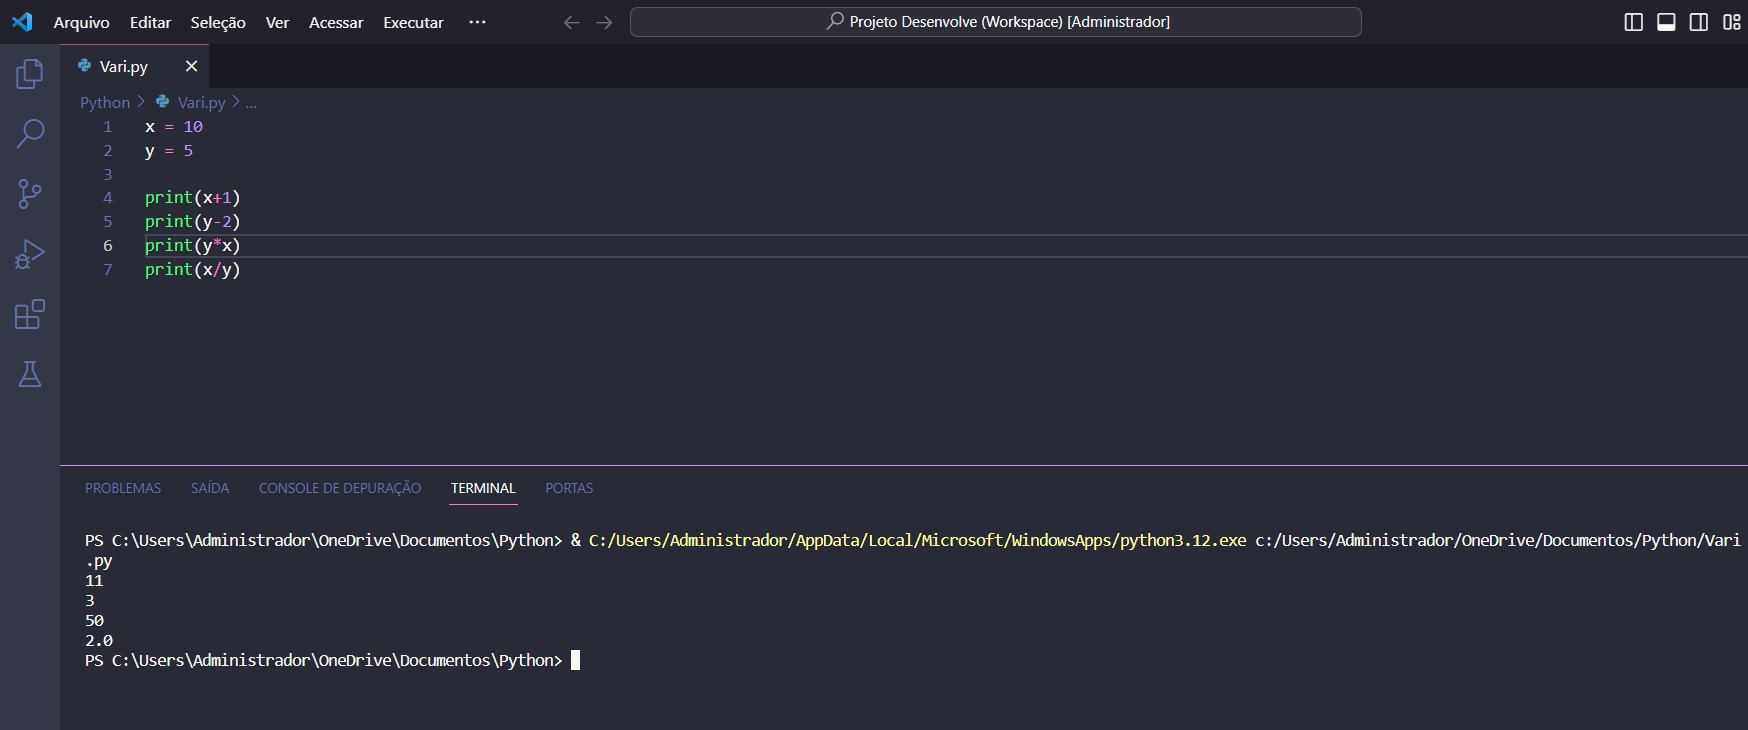 Arquivo Editar Seleção Ver Acessar Executar ··· Projeto Desenvolve (Workspace) [Administrador]
Vari.py
Python > Vari.py > ...
1 x = 10
2 y = 5
3
4 print(x+1)
5 print(y-2)
6 print(y*x)
7 print(x/y)
PROBLEMAS SAÍDA CONSOLE DE DEPURAÇÃO TERMINAL PORTAS
PS C:\Users\Administrador\OneDrive\Documentos\Python> & C:/Users/Administrador/AppData/Local/Microsoft/WindowsApps/python3.12.exe c:/Users/Administrador/OneDrive/Documentos/Python/Vari
.py
11
3
50
2.0
PS C:\Users\Administrador\OneDrive\Documentos\Python>